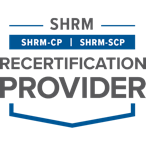 SHRM
SHRM-CP | SHRM-SCP
RECERTIFICATION
PROVIDER